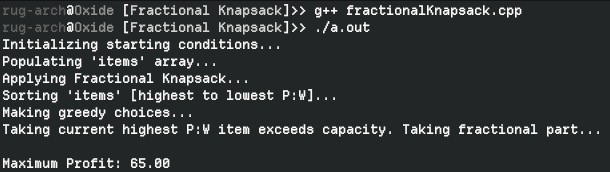 rug-arch@Oxide [Fractional Knapsack]>> g++ fractionalKnapsack.cpp
rug-arch@Oxide [Fractional Knapsack]>> ./a.out
Initializing starting conditions...
Populating 'items' array...
Applying Fractional Knapsack...
Sorting 'items' [highest to lowest P:W]...
Making greedy choices...
Taking current highest P:W item exceeds capacity. Taking fractional part...
Maximum Profit: 65.00